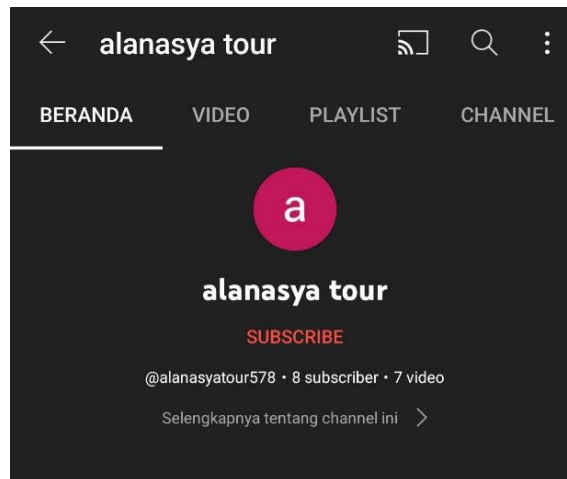 alanasya tour
BERANDA VIDEO PLAYLIST CHANNEL
a
alanasya tour
SUBSCRIBE
@alanasyatour578 • 8 subscriber • 7 video
Selengkapnya tentang channel ini